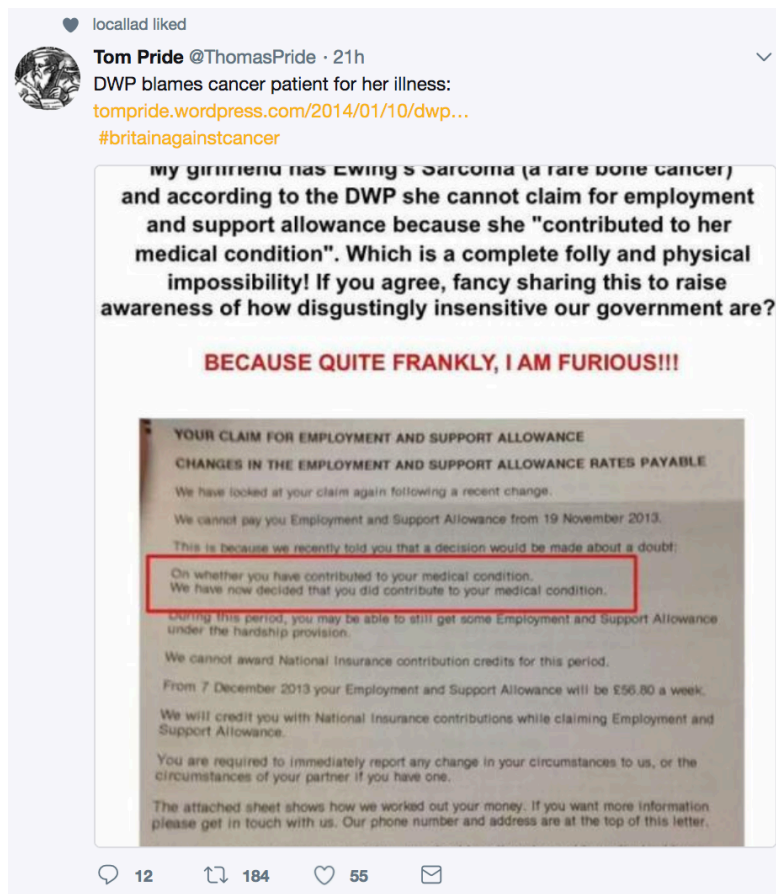 locallad liked
Tom Pride @ThomasPride · 21h
DWP blames cancer patient for her illness:
tompride.wordpress.com/2014/01/10/dwp…
#britainagainstcancer
My girlfriend has Ewing's Sarcoma (a rare bone cancer)
and according to the DWP she cannot claim for employment
and support allowance because she "contributed to her
medical condition". Which is a complete folly and physical
impossibility! If you agree, fancy sharing this to raise
awareness of how disgustingly insensitive our government are?
BECAUSE QUITE FRANKLY, I AM FURIOUS!!!
YOUR CLAIM FOR EMPLOYMENT AND SUPPORT ALLOWANCE
CHANGES IN THE EMPLOYMENT AND SUPPORT ALLOWANCE RATES PAYABLE
We have looked at your claim again following a recent change.
We cannot pay you Employment and Support Allowance from 19 November 2013.
This is because we recently told you that a decision would be made about a doubt:
On whether you have contributed to your medical condition.
We have now decided that you did contribute to your medical condition.
During this period, you may be able to still get some Employment and Support Allowance
under the hardship provision.
We cannot award National Insurance contribution credits for this period.
From 7 December 2013 your Employment and Support Allowance will be £56.80 a week.
We will credit you with National Insurance contributions while claiming Employment and
Support Allowance.
You are required to immediately report any change in your circumstances to us, or the
circumstances of your partner if you have one.
The attached sheet shows how we worked out your money. If you want more information
please get in touch with us. Our phone number and address are at the top of this letter.
12 184 55